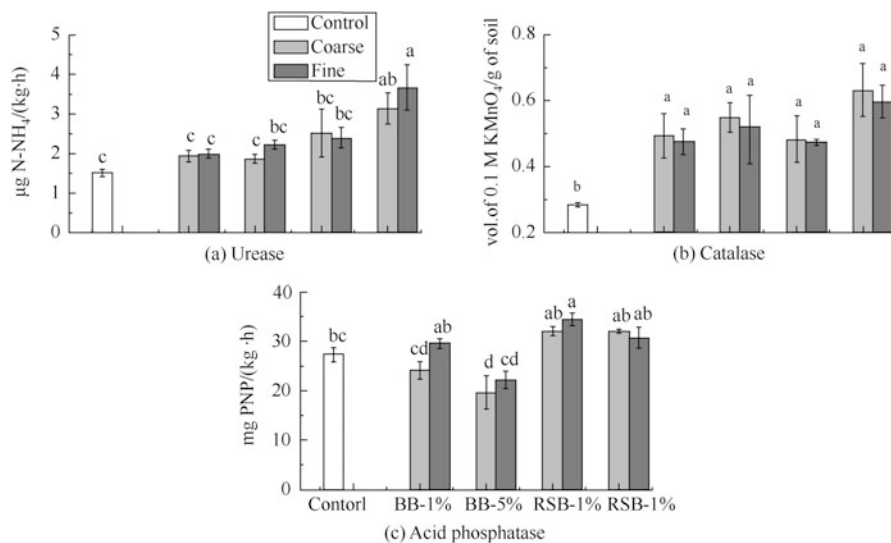 μg N-NH₄/(kg·h)
6
5
4
3
2
1
0
Control
Coarse
Fine
c
c
c
c
bc
bc
bc
ab
a
(a) Urease
vol.of 0.1 M KMnO₄/g of soil
0.8
0.6
0.4
0.2
b
a
a
a
a
a
a
a
a
(b) Catalase
mg PNP/(kg ·h)
40
30
20
10
0
bc
cd
ab
d
cd
ab
a
ab
ab
Contorl
BB-1%
BB-5%
RSB-1%
RSB-1%
(c) Acid phosphatase